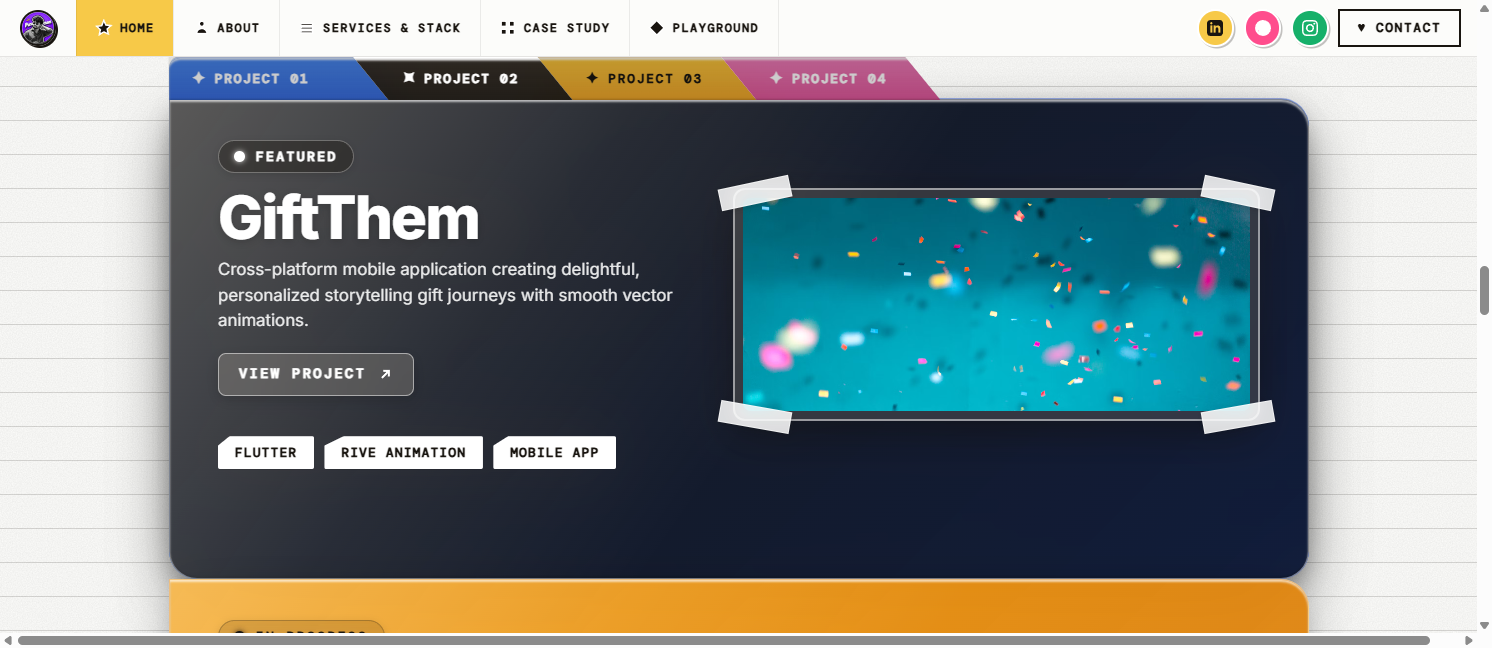 HOME
ABOUT
SERVICES & STACK
CASE STUDY
PLAYGROUND
in
♥ CONTACT
PROJECT 01
PROJECT 02
PROJECT 03
PROJECT 04
FEATURED
GiftThem
Cross-platform mobile application creating delightful,
personalized storytelling gift journeys with smooth vector
animations.
VIEW PROJECT
FLUTTER
RIVE ANIMATION
MOBILE APP